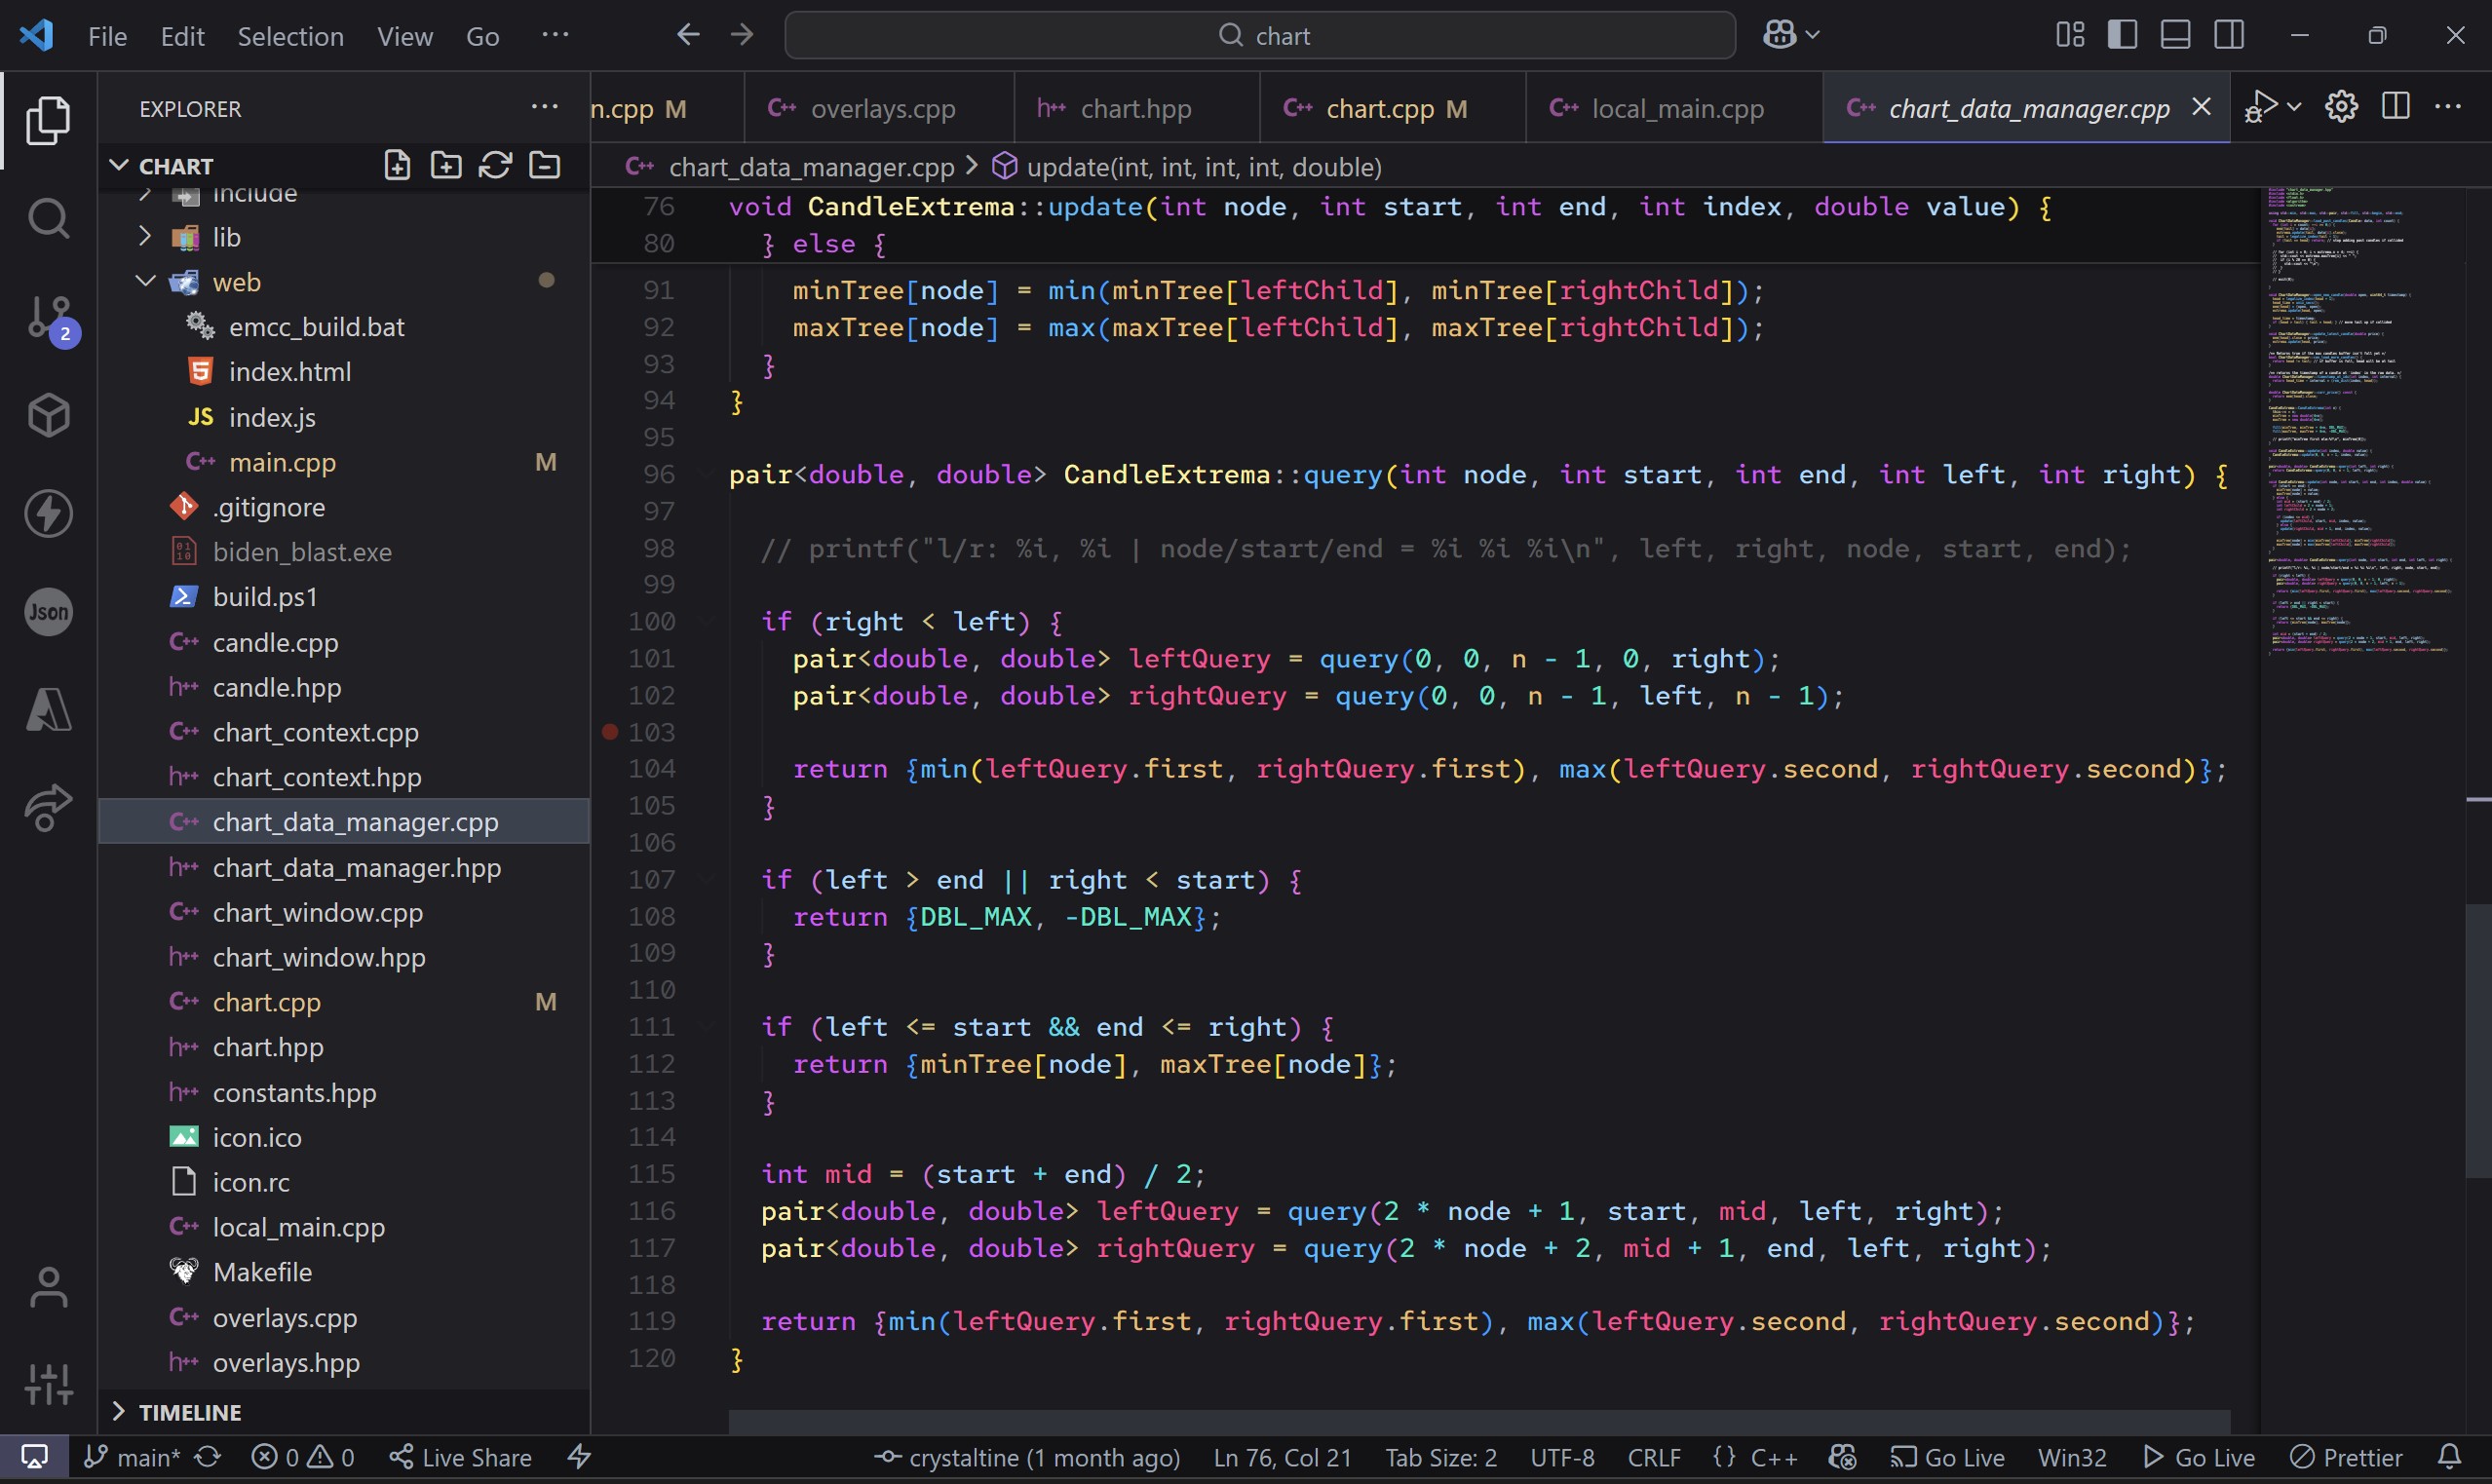 File Edit Selection View Go ···
chart
EXPLORER
CHART
include
lib
web
emcc_build.bat
index.html
JS index.js
main.cpp M
.gitignore
biden_blast.exe
build.ps1
candle.cpp
candle.hpp
chart_context.cpp
chart_context.hpp
chart_data_manager.cpp
chart_data_manager.hpp
chart_window.cpp
chart_window.hpp
chart.cpp M
chart.hpp
constants.hpp
icon.ico
icon.rc
local_main.cpp
Makefile
overlays.cpp
overlays.hpp
TIMELINE
2
Json
n.cpp M
C++ overlays.cpp
h++ chart.hpp
C++ chart.cpp M
C++ local_main.cpp
C++ chart_data_manager.cpp
C++ chart_data_manager.cpp > update(int, int, int, int, double)
76 void CandleExtrema::update(int node, int start, int end, int index, double value) {
80 } else {
91 minTree[node] = min(minTree[leftChild], minTree[rightChild]);
92 maxTree[node] = max(maxTree[leftChild], maxTree[rightChild]);
93 }
94 }
95
96 pair<double, double> CandleExtrema::query(int node, int start, int end, int left, int right) {
97
98 // printf("l/r: %i, %i | node/start/end = %i %i %i\n", left, right, node, start, end);
99
100 if (right < left) {
101 pair<double, double> leftQuery = query(0, 0, n - 1, 0, right);
102 pair<double, double> rightQuery = query(0, 0, n - 1, left, n - 1);
103
104 return {min(leftQuery.first, rightQuery.first), max(leftQuery.second, rightQuery.second)};
105 }
106
107 if (left > end || right < start) {
108 return {DBL_MAX, -DBL_MAX};
109 }
110
111 if (left <= start && end <= right) {
112 return {minTree[node], maxTree[node]};
113 }
114
115 int mid = (start + end) / 2;
116 pair<double, double> leftQuery = query(2 * node + 1, start, mid, left, right);
117 pair<double, double> rightQuery = query(2 * node + 2, mid + 1, end, left, right);
118
119 return {min(leftQuery.first, rightQuery.first), max(leftQuery.second, rightQuery.second)};
120 }
main* 0 0 Live Share crystaltine (1 month ago) Ln 76, Col 21 Tab Size: 2 UTF-8 CRLF {} C++ Go Live Win32 Go Live Prettier